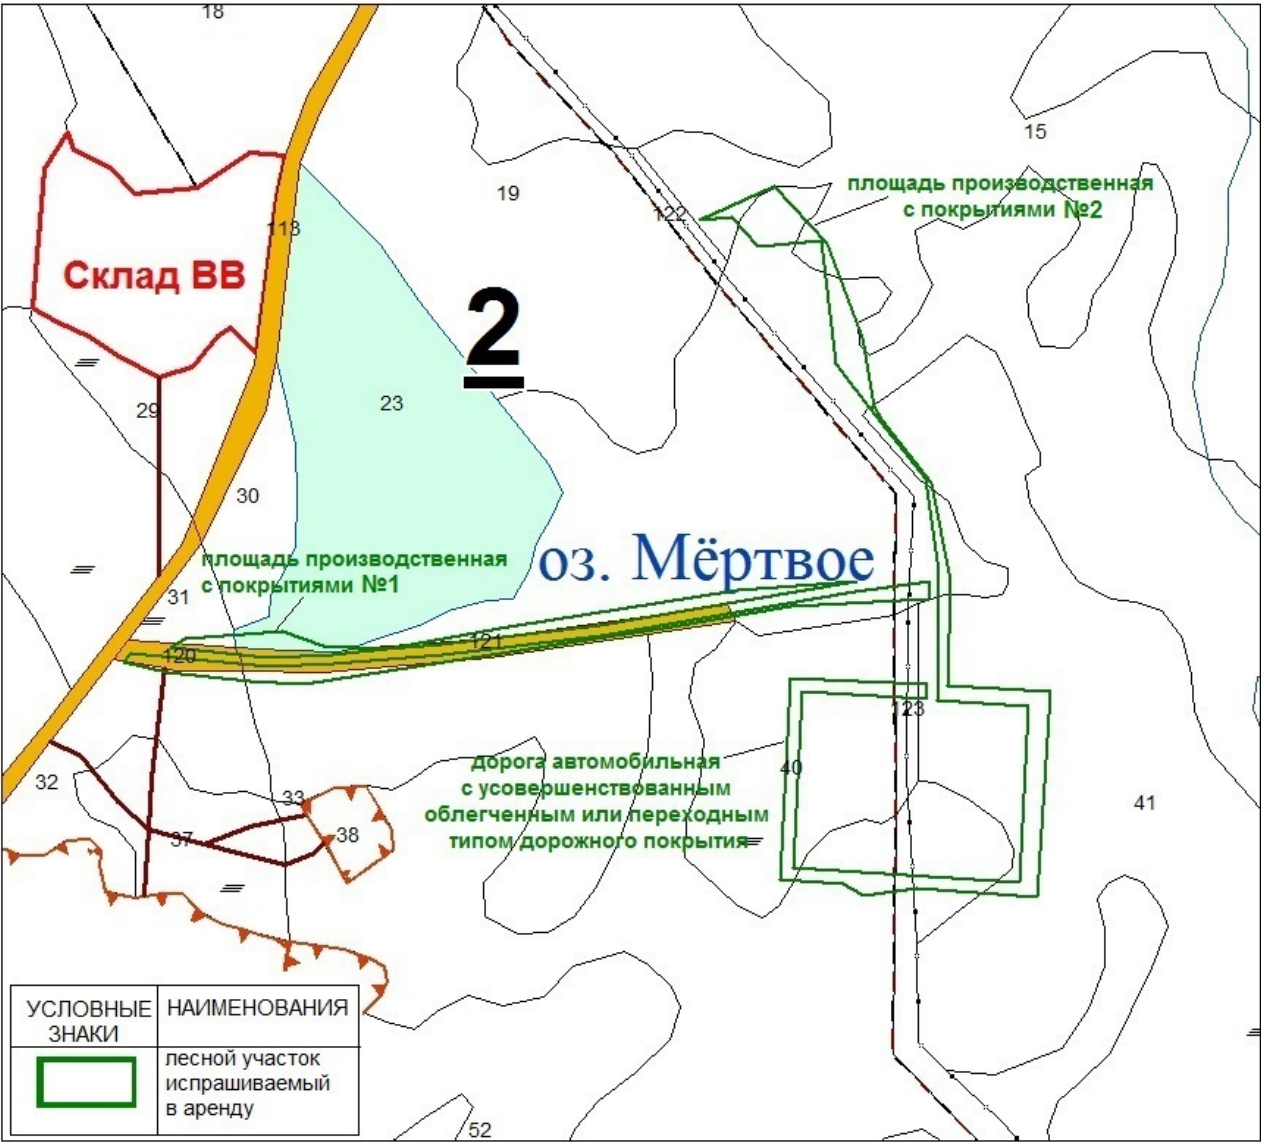 18
15
19
122
площадь производственная
с покрытиями №2
113
Склад ВВ
2
23
29
30
площадь производственная
с покрытиями №1
оз. Мёртвое
31
120
121
123
32
33
37
38
дорога автомобильная
с усовершенствованным
облегченным или переходным
типом дорожного покрытия
40
41
УСЛОВНЫЕ
ЗНАКИ
НАИМЕНОВАНИЯ
лесной участок
испрашиваемый
в аренду
52